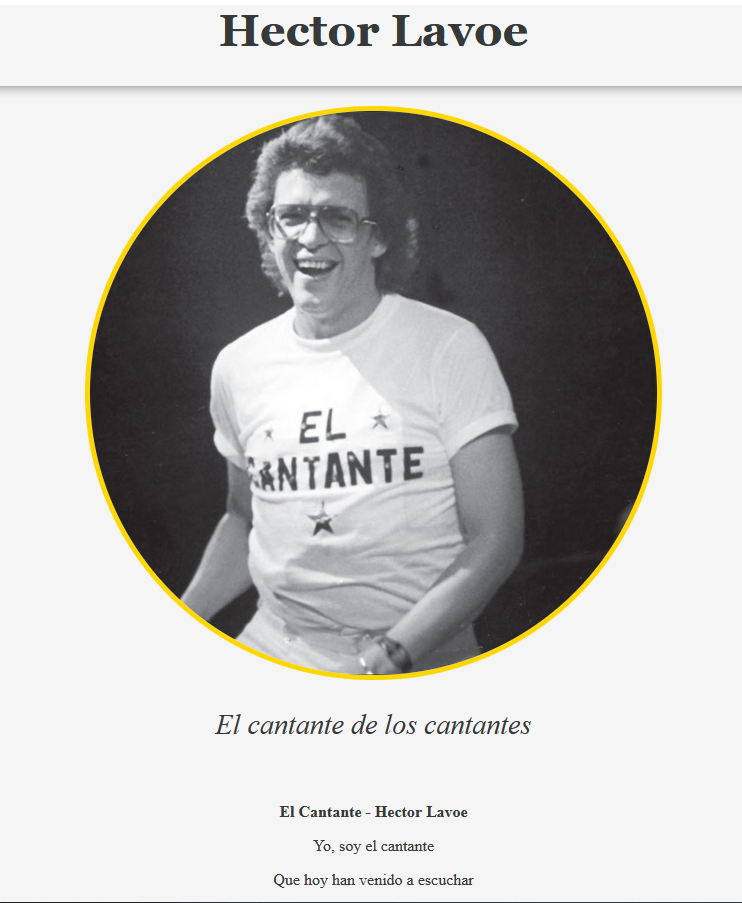 Hector Lavoe
EL
CANTANTE
El cantante de los cantantes
El Cantante - Hector Lavoe
Yo, soy el cantante
Que hoy han venido a escuchar